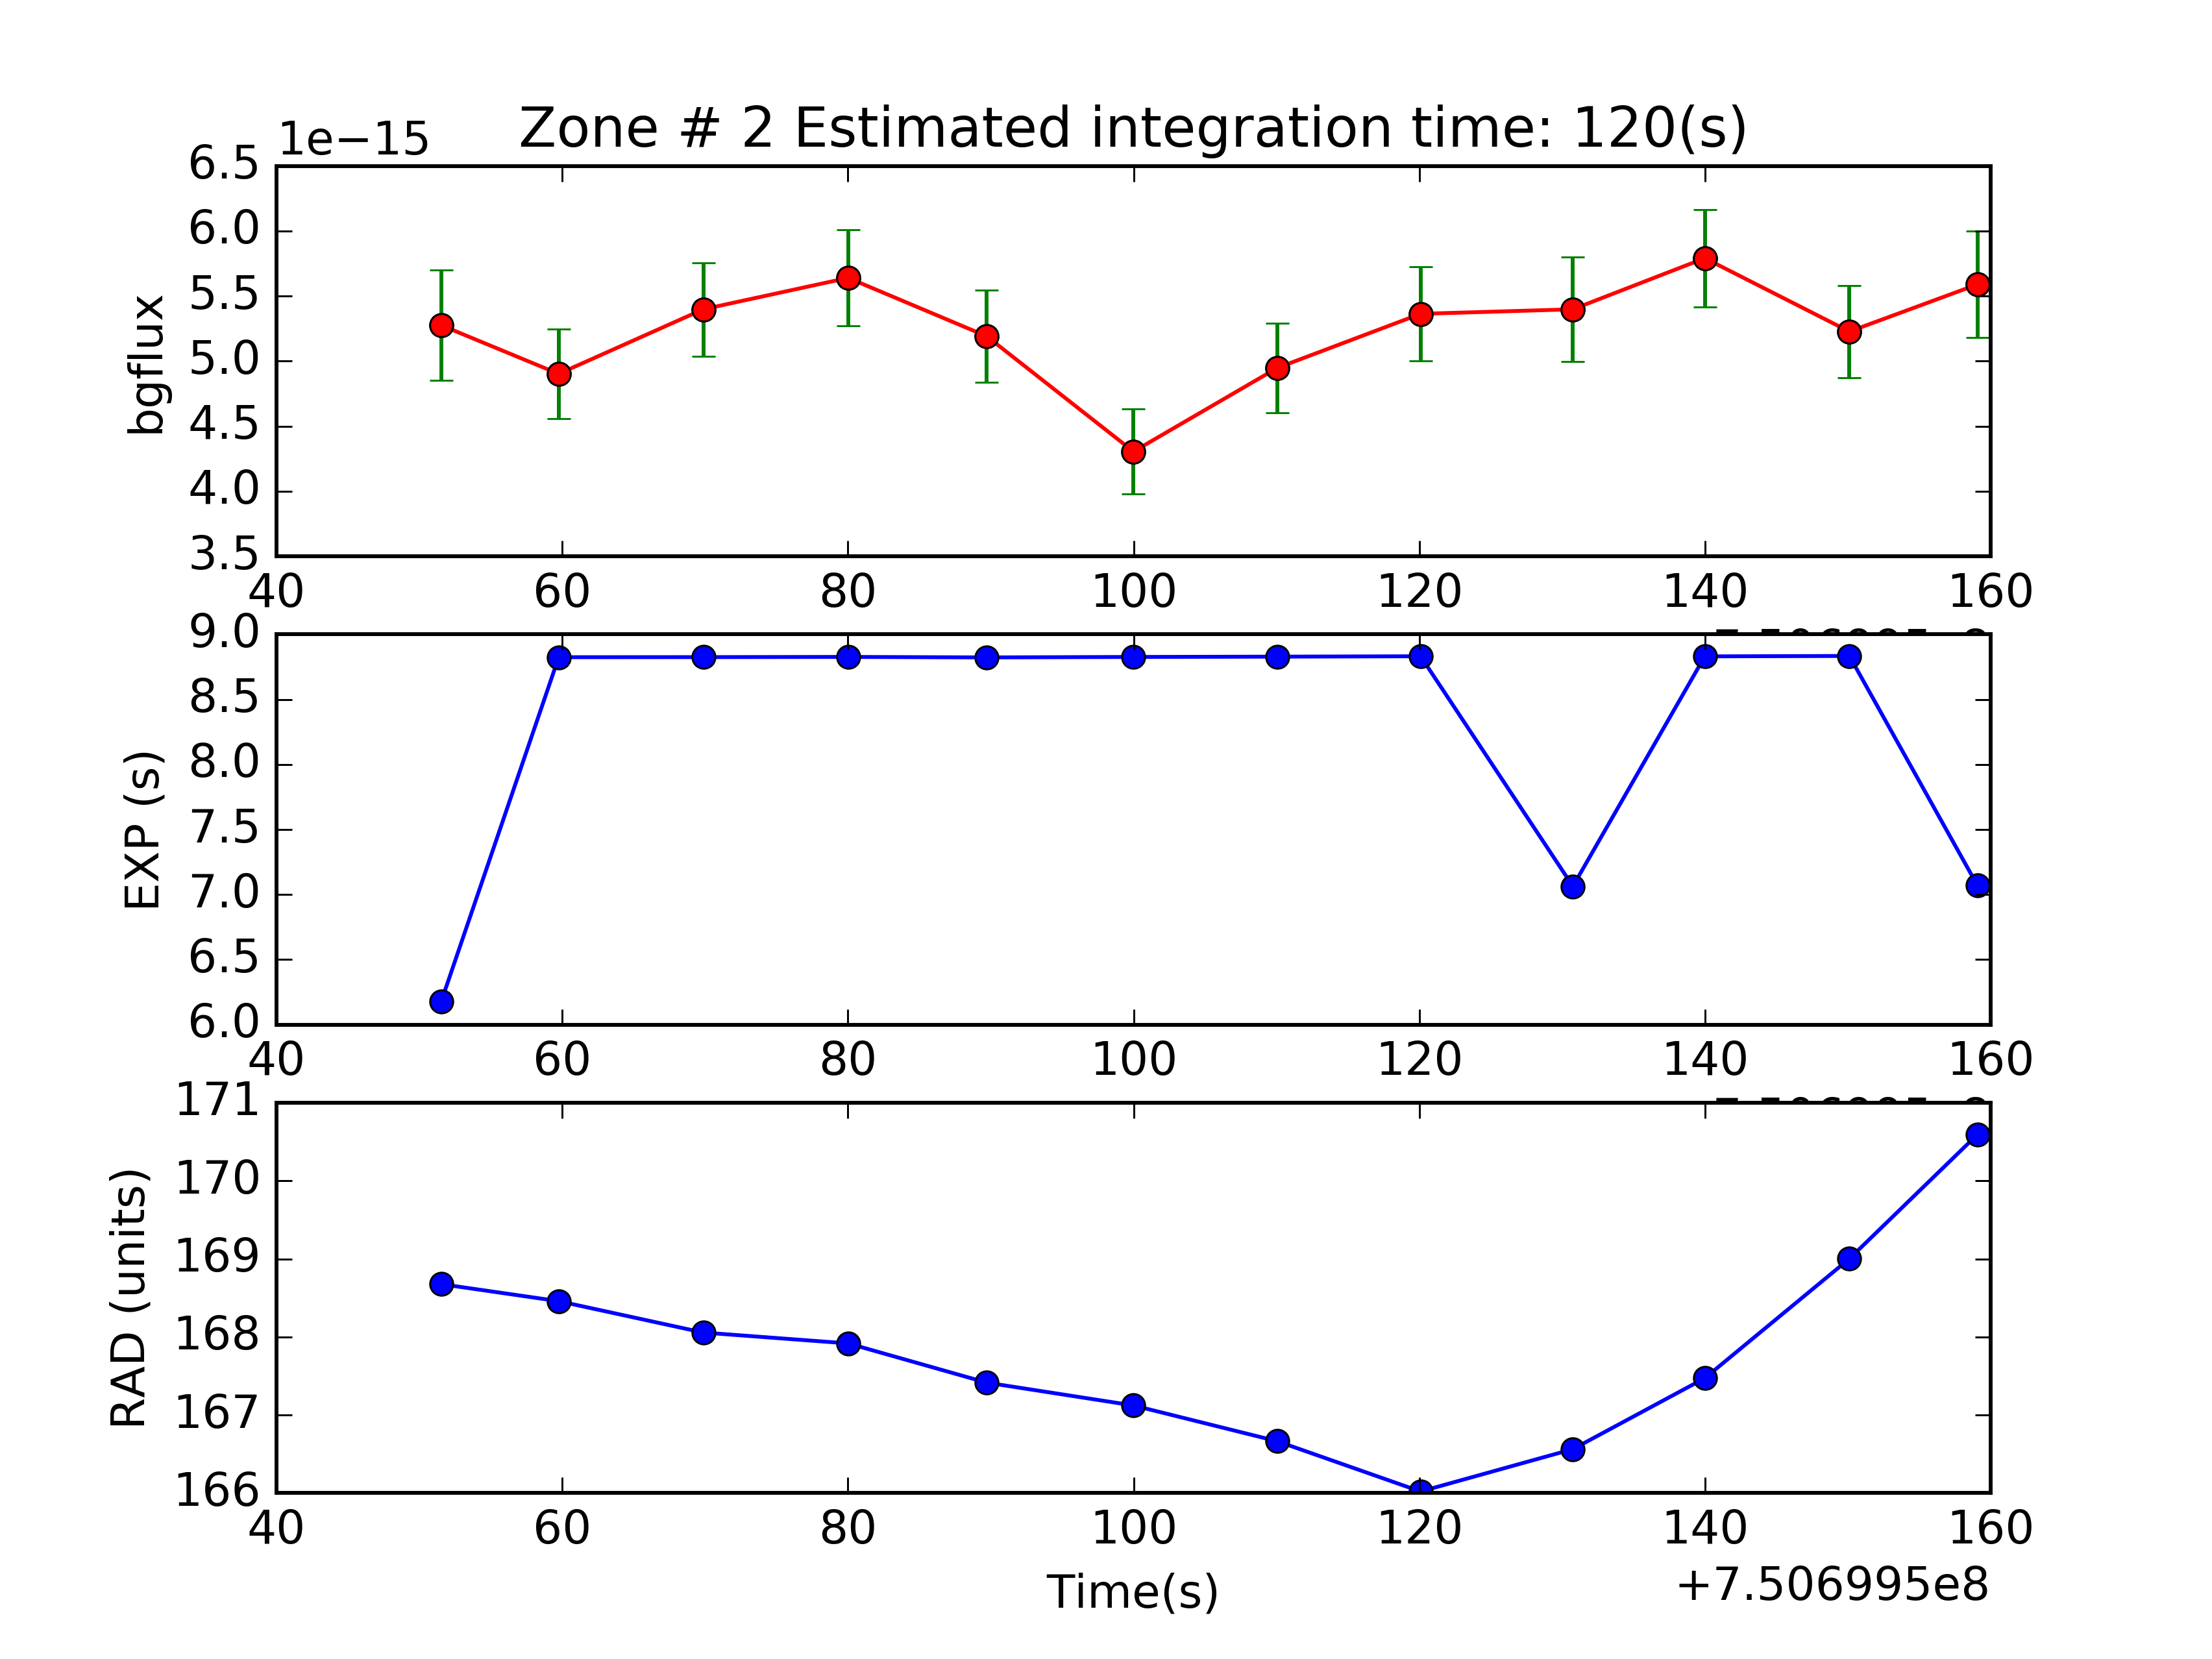 Zone # 2 Estimated integration time: 120(s)
1e−15
6.5
6.0
5.5
5.0
4.5
4.0
3.5
bgflux
40 60 80 100 120 140 160
9.0
8.5
8.0
7.5
7.0
6.5
6.0
EXP (s)
40 60 80 100 120 140 160
171
170
169
168
167
166
RAD (units)
40 60 80 100 120 140 160
Time(s)
+7.506995e8